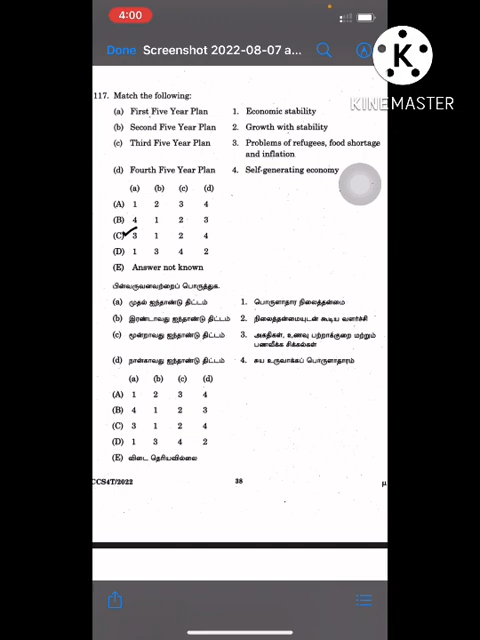 4:00
Done Screenshot 2022-08-07 a...
K
KINEMASTER
117. Match the following:
(a) First Five Year Plan 1. Economic stability
(b) Second Five Year Plan 2. Growth with stability
(c) Third Five Year Plan 3. Problems of refugees, food shortage
and inflation
(d) Fourth Five Year Plan 4. Self-generating economy
(a) (b) (c) (d)
(A) 1 2 3 4
(B) 4 1 2 3
(C) 3 1 2 4
(D) 1 3 4 2
(E) Answer not known
பின்வருவனவற்றைப் பொருத்துக.
(a) முதல் ஐந்தாண்டு திட்டம் 1. பொருளாதார நிலைத்தன்மை
(b) இரண்டாவது ஐந்தாண்டு திட்டம் 2. நிலைத்தன்மையுடன் கூடிய வளர்ச்சி
(c) மூன்றாவது ஐந்தாண்டு திட்டம் 3. அகதிகள், உணவு பற்றாக்குறை மற்றும்
பணவீக்க சிக்கல்கள்
(d) நான்காவது ஐந்தாண்டு திட்டம் 4. சுய உருவாக்கப் பொருளாதாரம்
(a) (b) (c) (d)
(A) 1 2 3 4
(B) 4 1 2 3
(C) 3 1 2 4
(D) 1 3 4 2
(E) விடை தெரியவில்லை
CCS4T/2022 38 µ